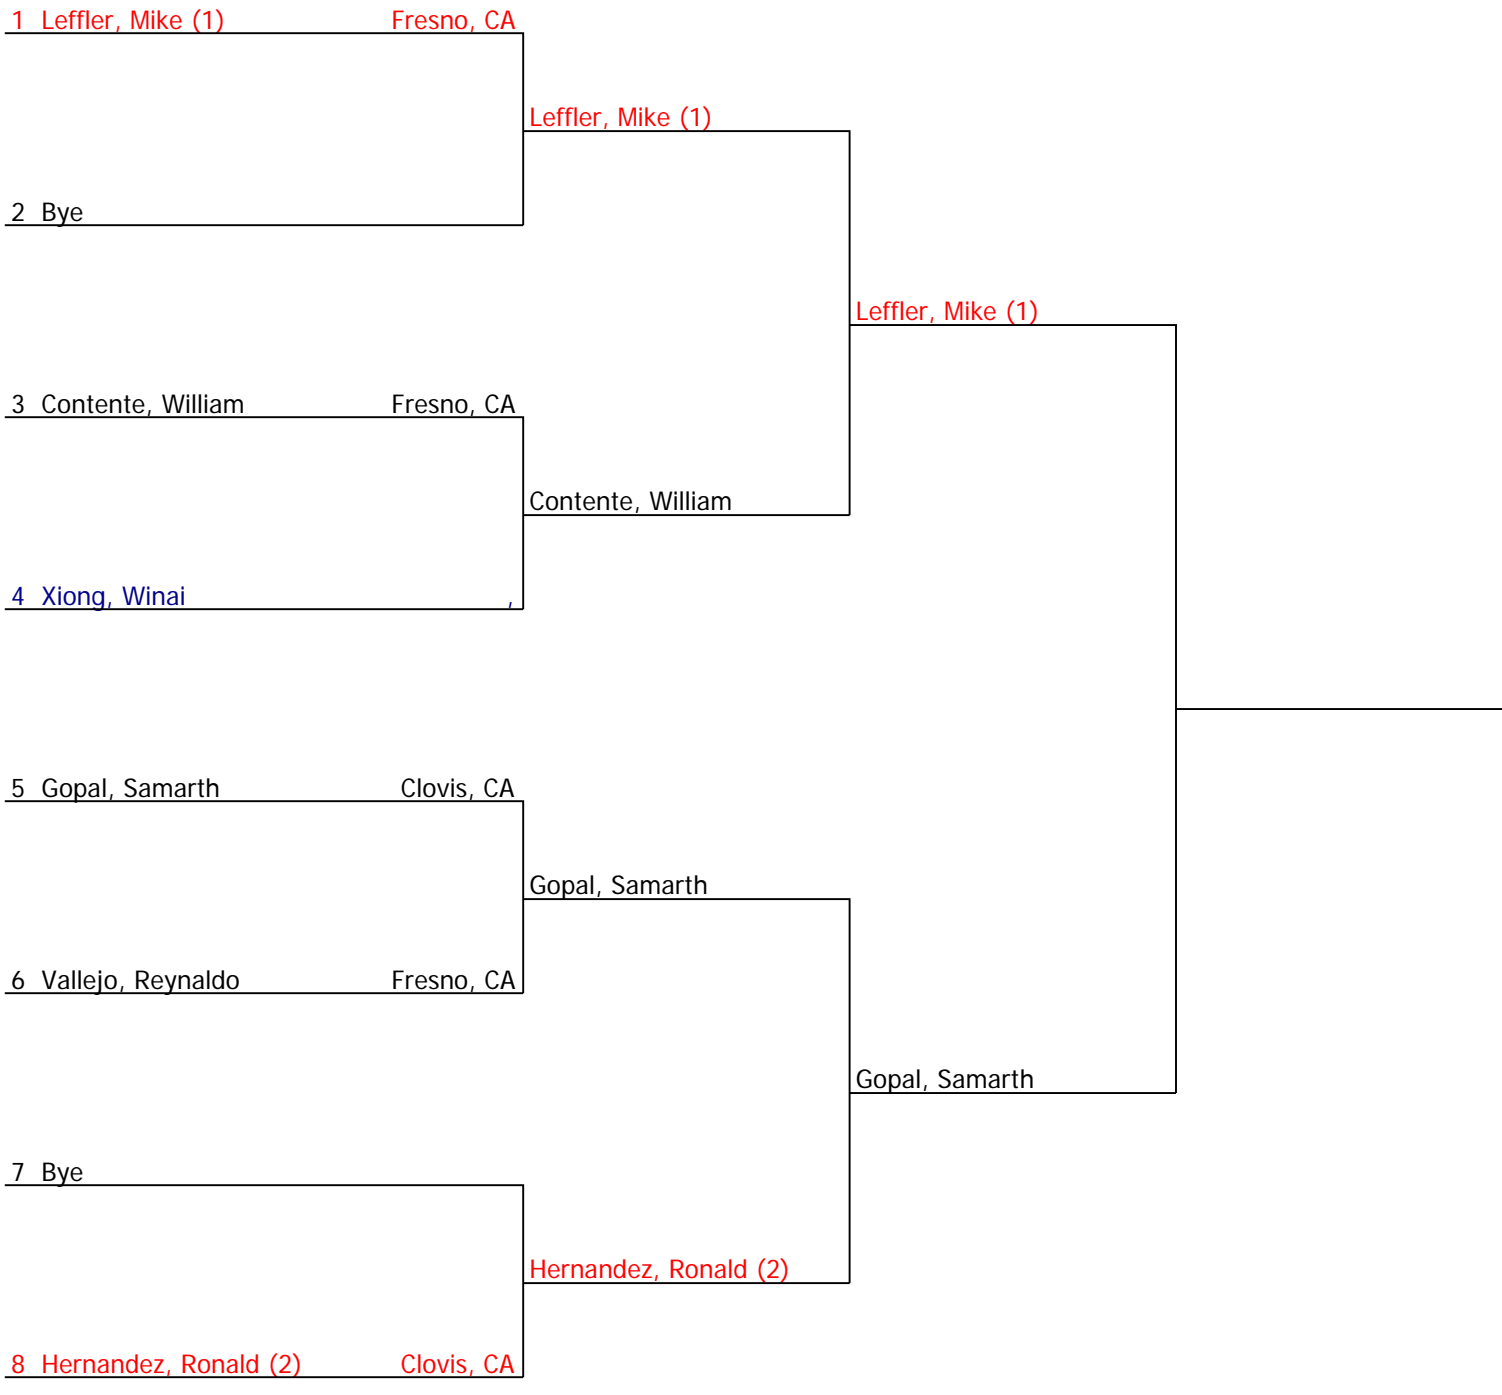 1 Leffler, Mike (1) Fresno, CA
Leffler, Mike (1)
2 Bye
Leffler, Mike (1)
3 Contente, William Fresno, CA
Contente, William
4 Xiong, Winai ,
5 Gopal, Samarth Clovis, CA
Gopal, Samarth
6 Vallejo, Reynaldo Fresno, CA
Gopal, Samarth
7 Bye
Hernandez, Ronald (2)
8 Hernandez, Ronald (2) Clovis, CA